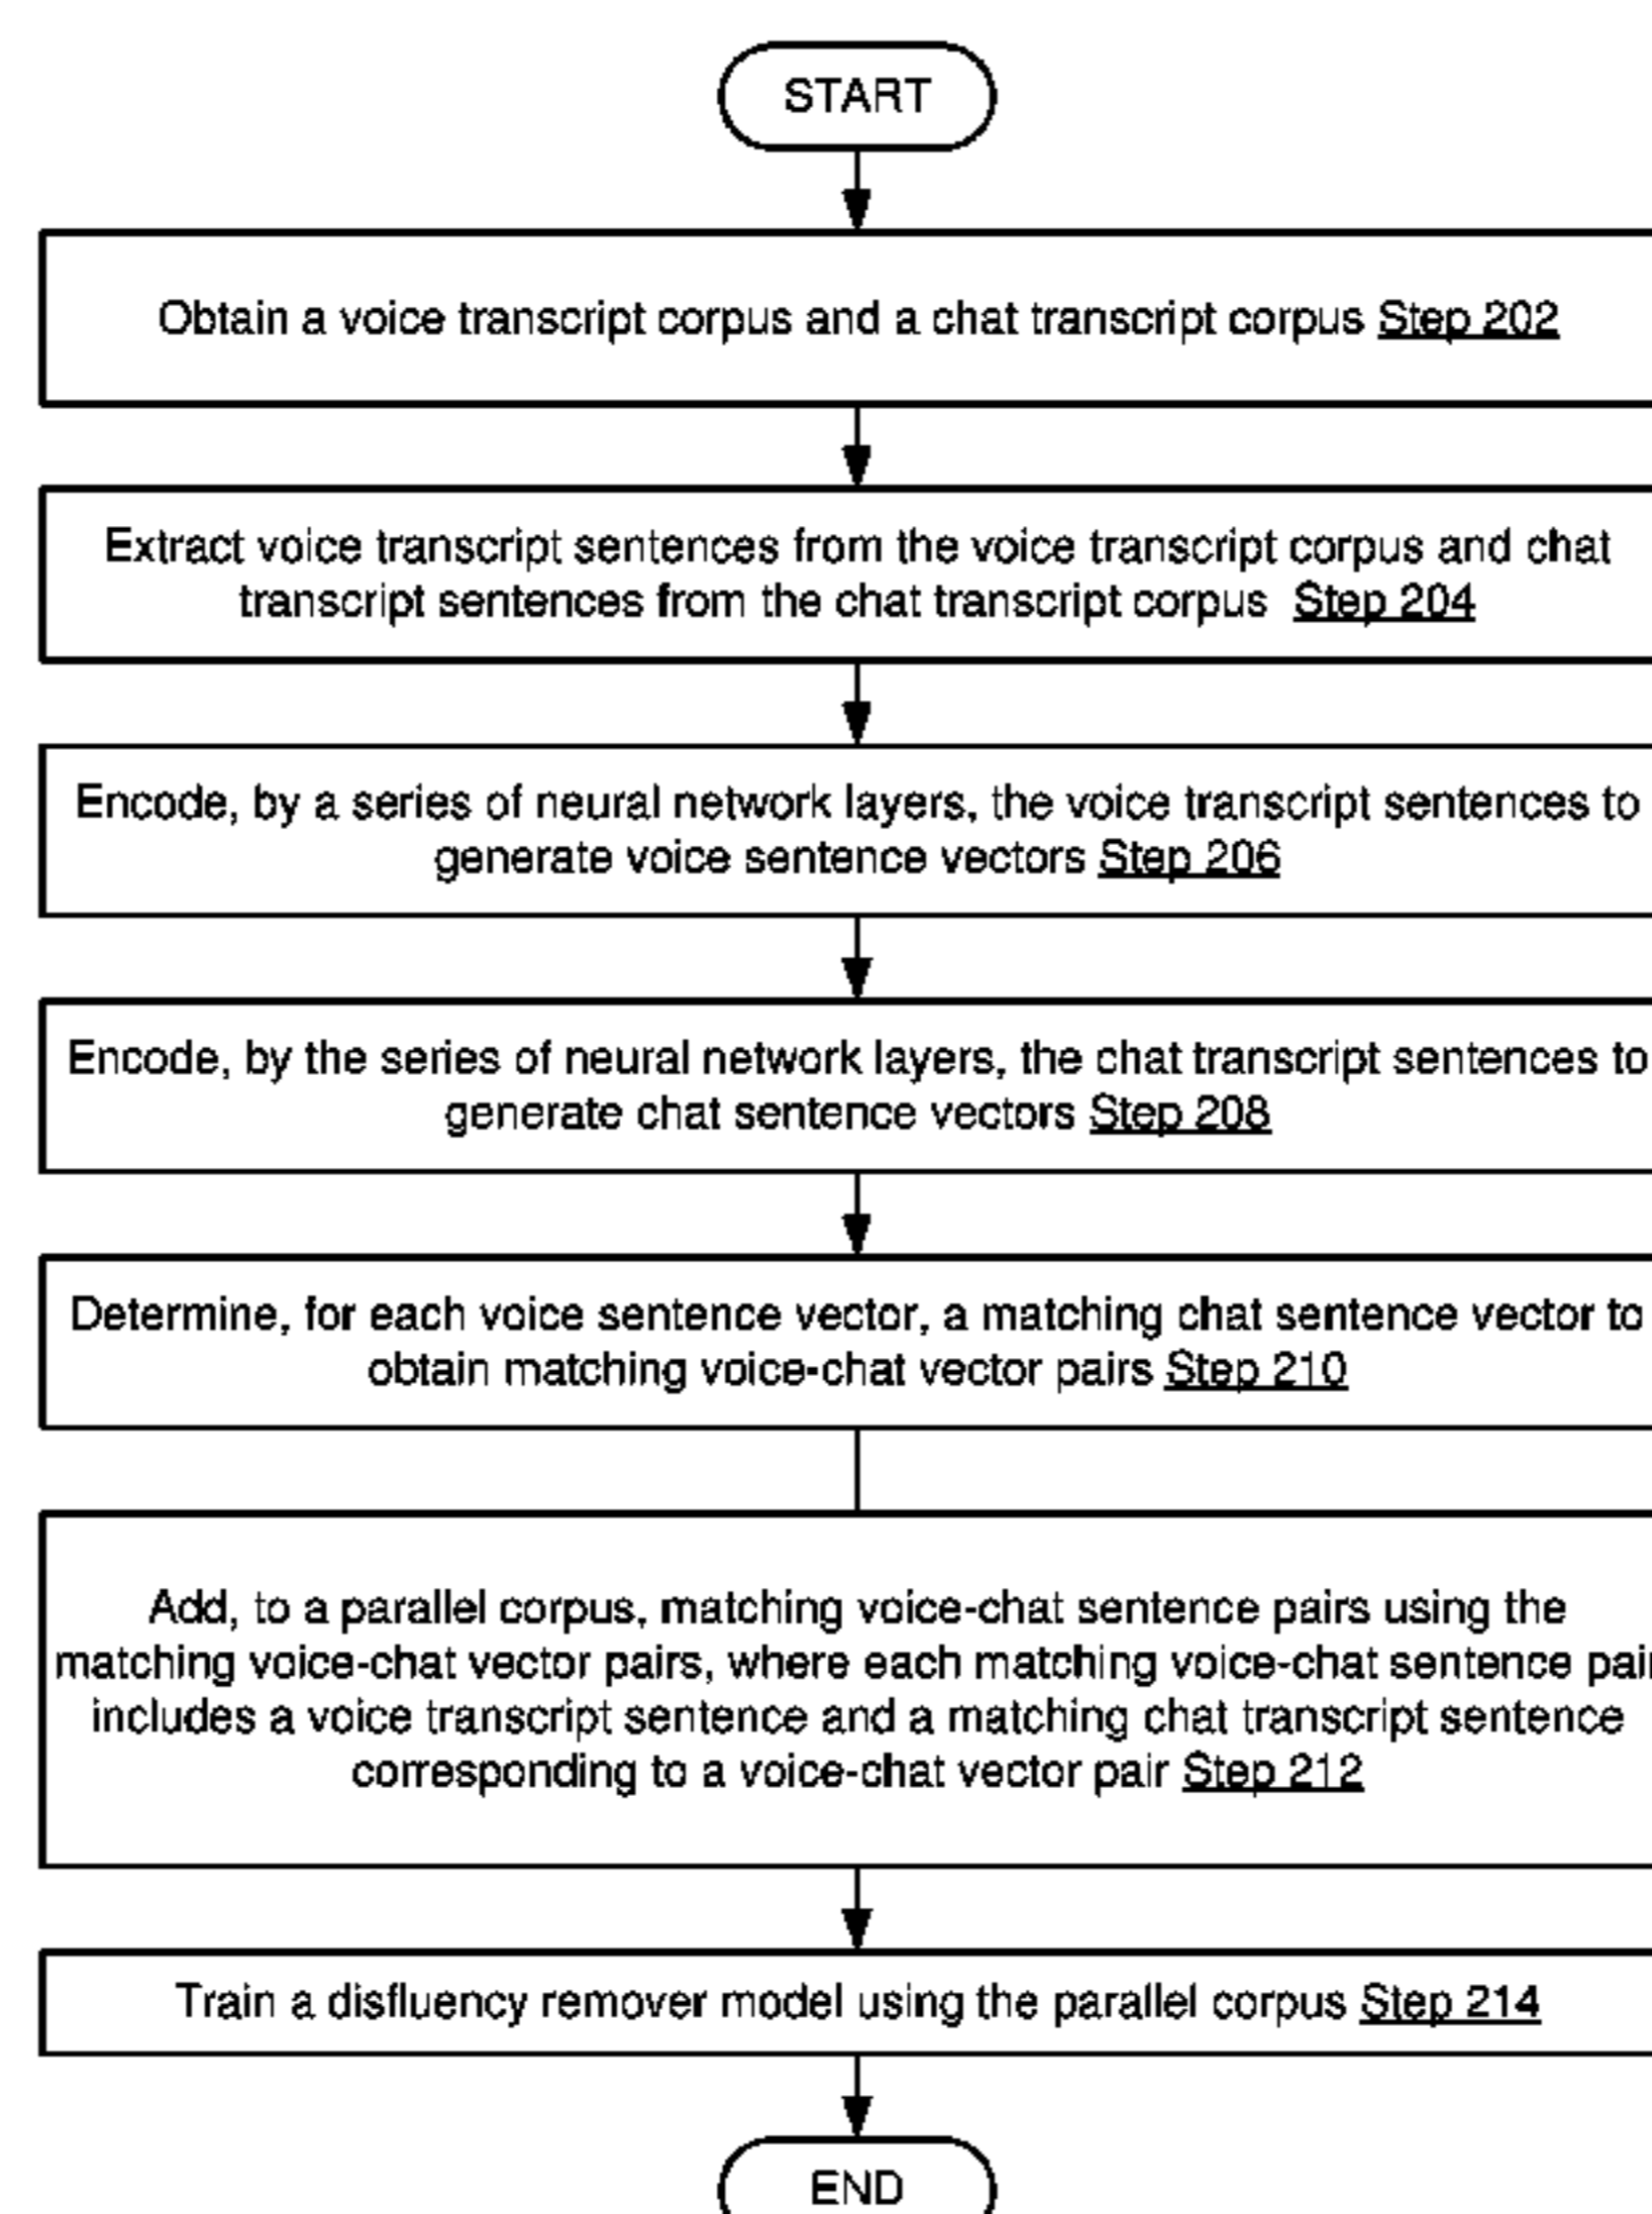 START
Obtain a voice transcript corpus and a chat transcript corpus Step 202
Extract voice transcript sentences from the voice transcript corpus and chat
transcript sentences from the chat transcript corpus Step 204
Encode, by a series of neural network layers, the voice transcript sentences to
generate voice sentence vectors Step 206
Encode, by the series of neural network layers, the chat transcript sentences to
generate chat sentence vectors Step 208
Determine, for each voice sentence vector, a matching chat sentence vector to
obtain matching voice-chat vector pairs Step 210
Add, to a parallel corpus, matching voice-chat sentence pairs using the
matching voice-chat vector pairs, where each matching voice-chat sentence pair
includes a voice transcript sentence and a matching chat transcript sentence
corresponding to a voice-chat vector pair Step 212
Train a disfluency remover model using the parallel corpus Step 214
END